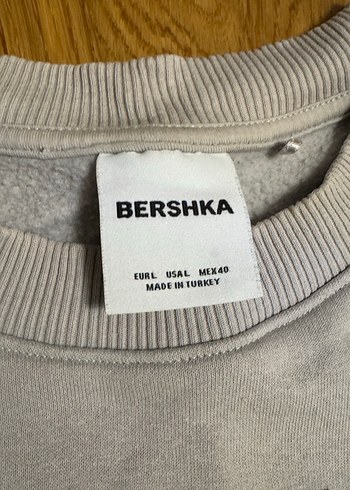 BERSHKA
EUR L USA L MEX 40
MADE IN TURKEY